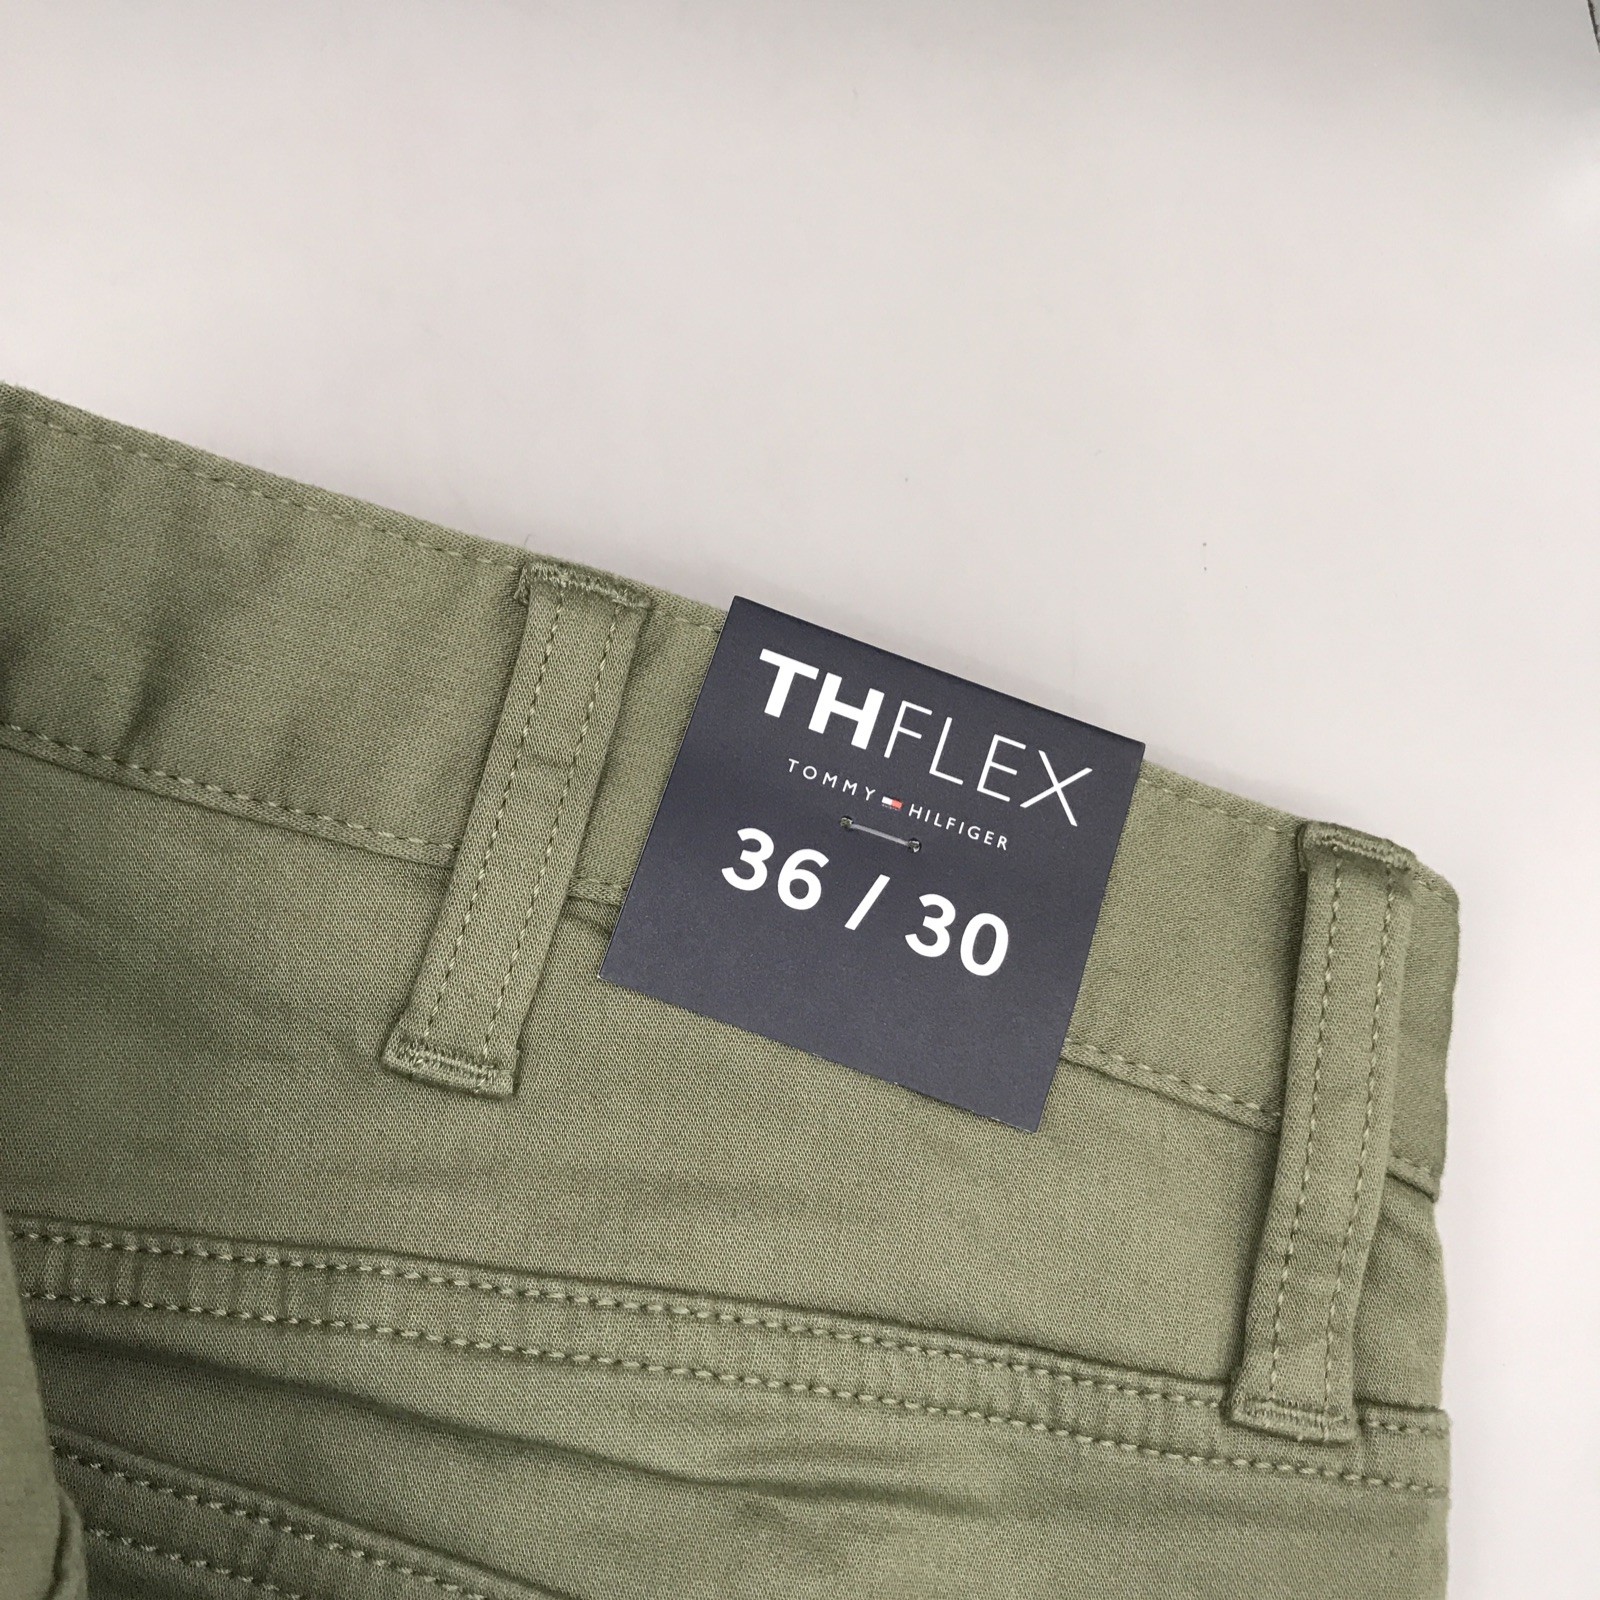 THFLEX
TOMMY HILFIGER
36 / 30